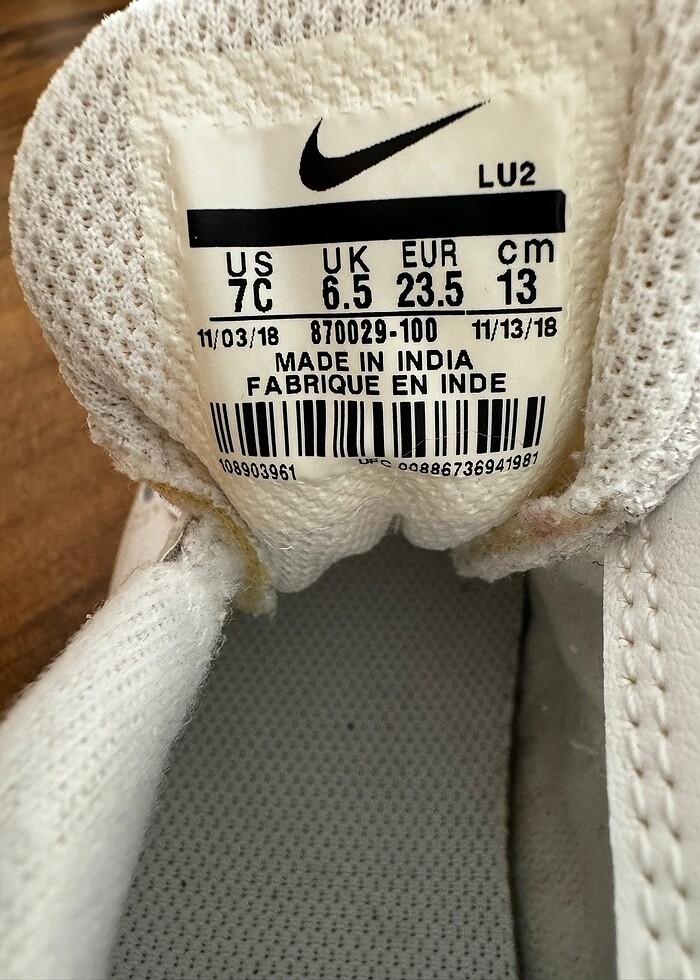 LU2
US UK EUR cm
7C 6.5 23.5 13
11/03/18 870029-100 11/13/18
MADE IN INDIA
FABRIQUE EN INDE
108903961 UPC 00886736941981